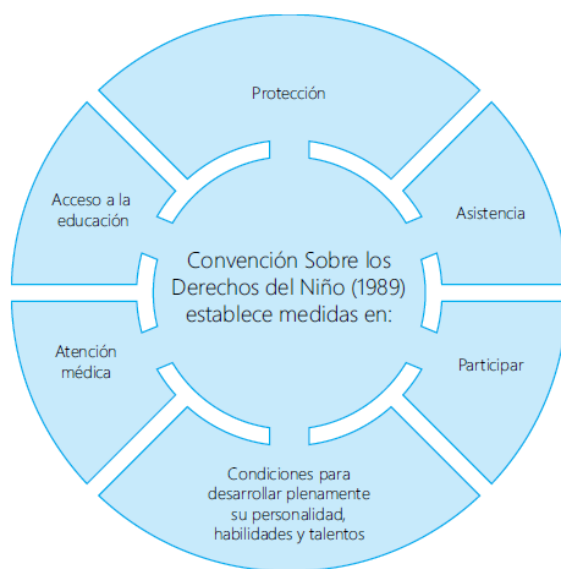 Protección
Acceso a la
educación
Asistencia
Convención Sobre los
Derechos del Niño (1989)
establece medidas en:
Atención
médica
Participar
Condiciones para
desarrollar plenamente
su personalidad,
habilidades y talentos